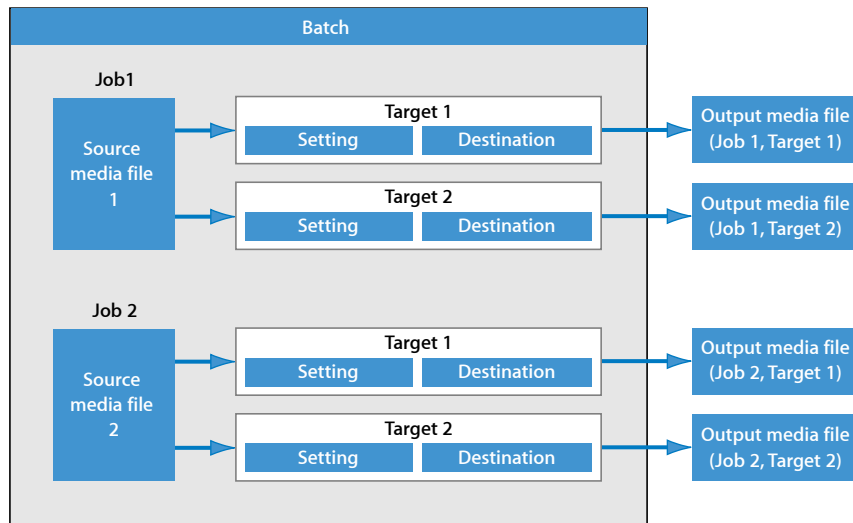 Batch
Job1
Source
media file
1
Target 1
Setting
Destination
Output media file
(Job 1, Target 1)
Target 2
Setting
Destination
Output media file
(Job 1, Target 2)
Job 2
Source
media file
2
Target 1
Setting
Destination
Output media file
(Job 2, Target 1)
Target 2
Setting
Destination
Output media file
(Job 2, Target 2)